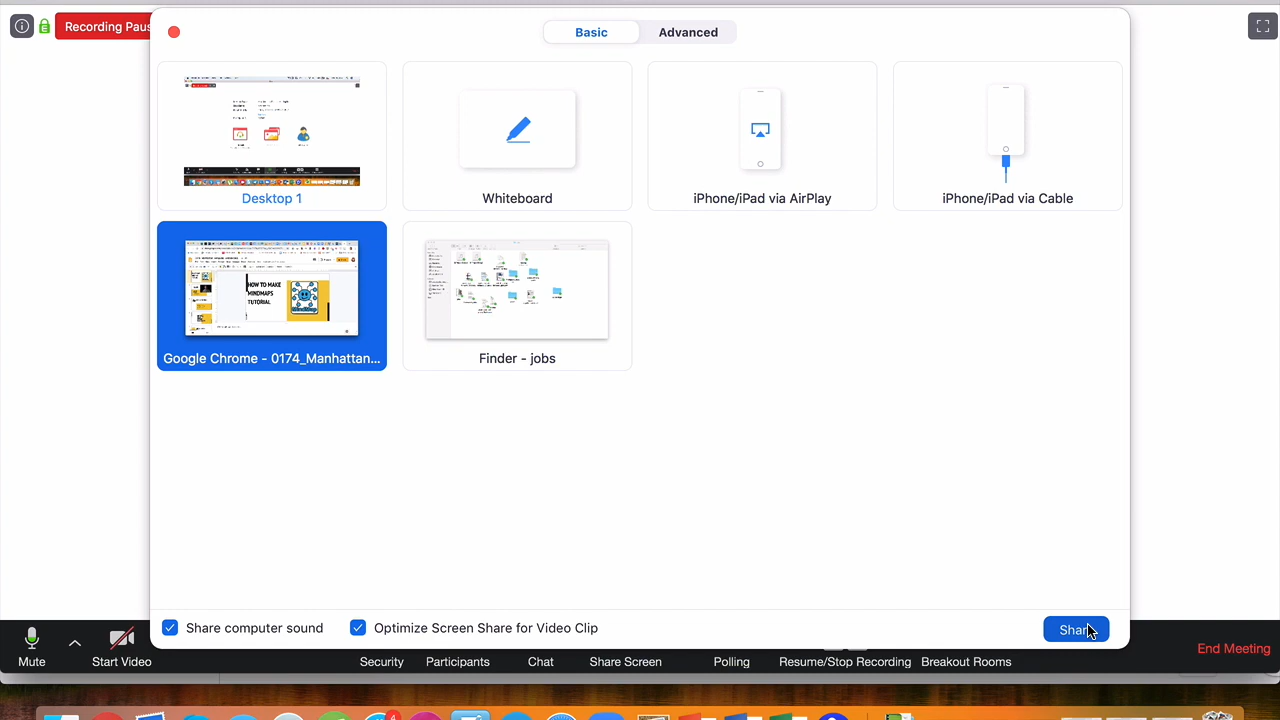 Recording Paus
Basic
Advanced
Desktop 1
Whiteboard
iPhone/iPad via AirPlay
iPhone/iPad via Cable
HOW TO MAKE
MINDMAPS
TUTORIAL
Google Chrome - 0174_Manhattan...
Finder - jobs
Share computer sound
Optimize Screen Share for Video Clip
Share
Mute
Start Video
Security
Participants
Chat
Share Screen
Polling
Resume/Stop Recording
Breakout Rooms
End Meeting
4